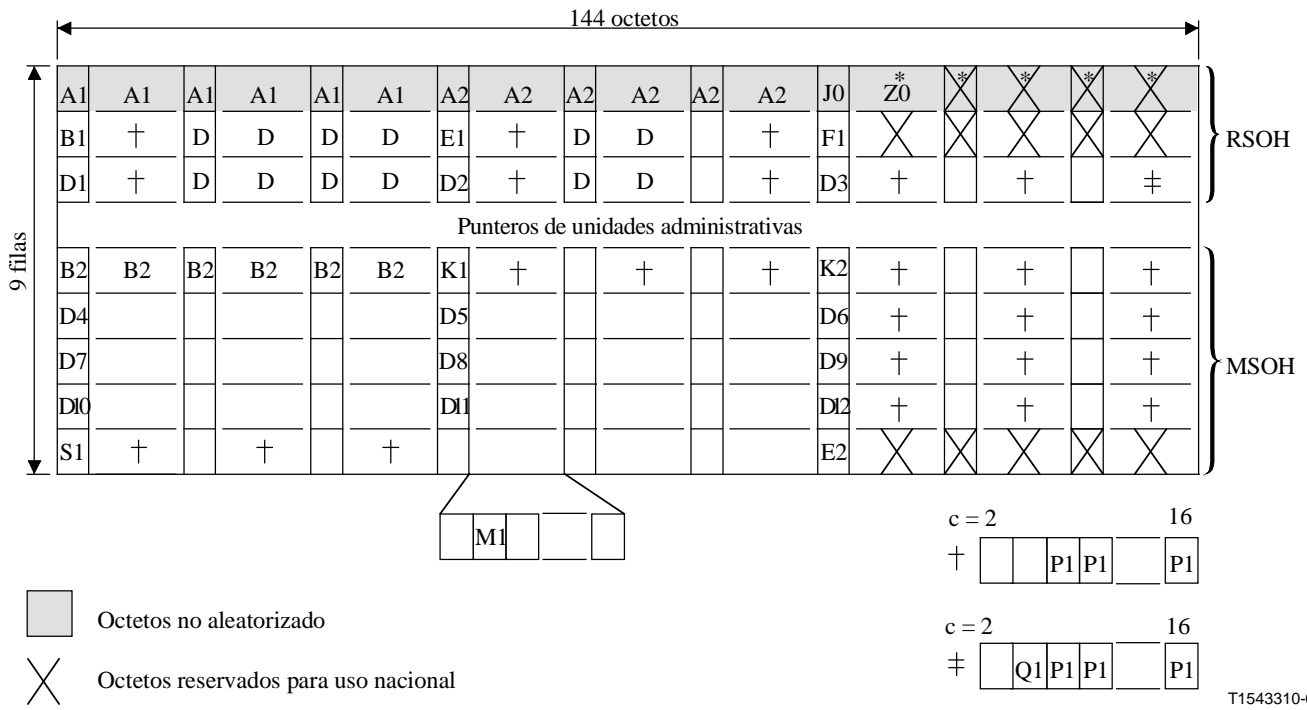 144 octetos
A1 A1 A1 A1 A1 A1 A2 A2 A2 A2 A2 A2 J0 Z0 * * * * *
B1 † D D D D E1 † D D † F1
D1 † D D D D D2 † D D † D3 † † ‡
RSOH
Punteros de unidades administrativas
9 filas
B2 B2 B2 B2 B2 B2 K1 † † † K2 † † †
D4 D5 D6 † † †
D7 D8 D9 † † †
D10 D11 D12 † † †
S1 † † † E2
MSOH
M1
c = 2 16
† P1 P1 P1
Octetos no aleatorizado
c = 2 16
‡ Q1 P1 P1 P1
Octetos reservados para uso nacional